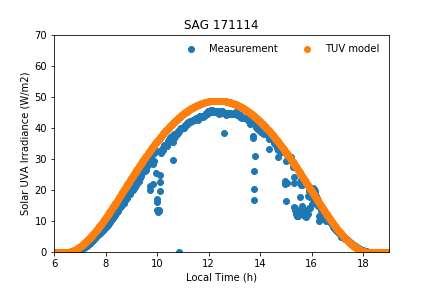 SAG 171114
Measurement
TUV model
Solar UVA Irradiance (W/m2)
70
60
50
40
30
20
10
0
6 8 10 12 14 16 18
Local Time (h)